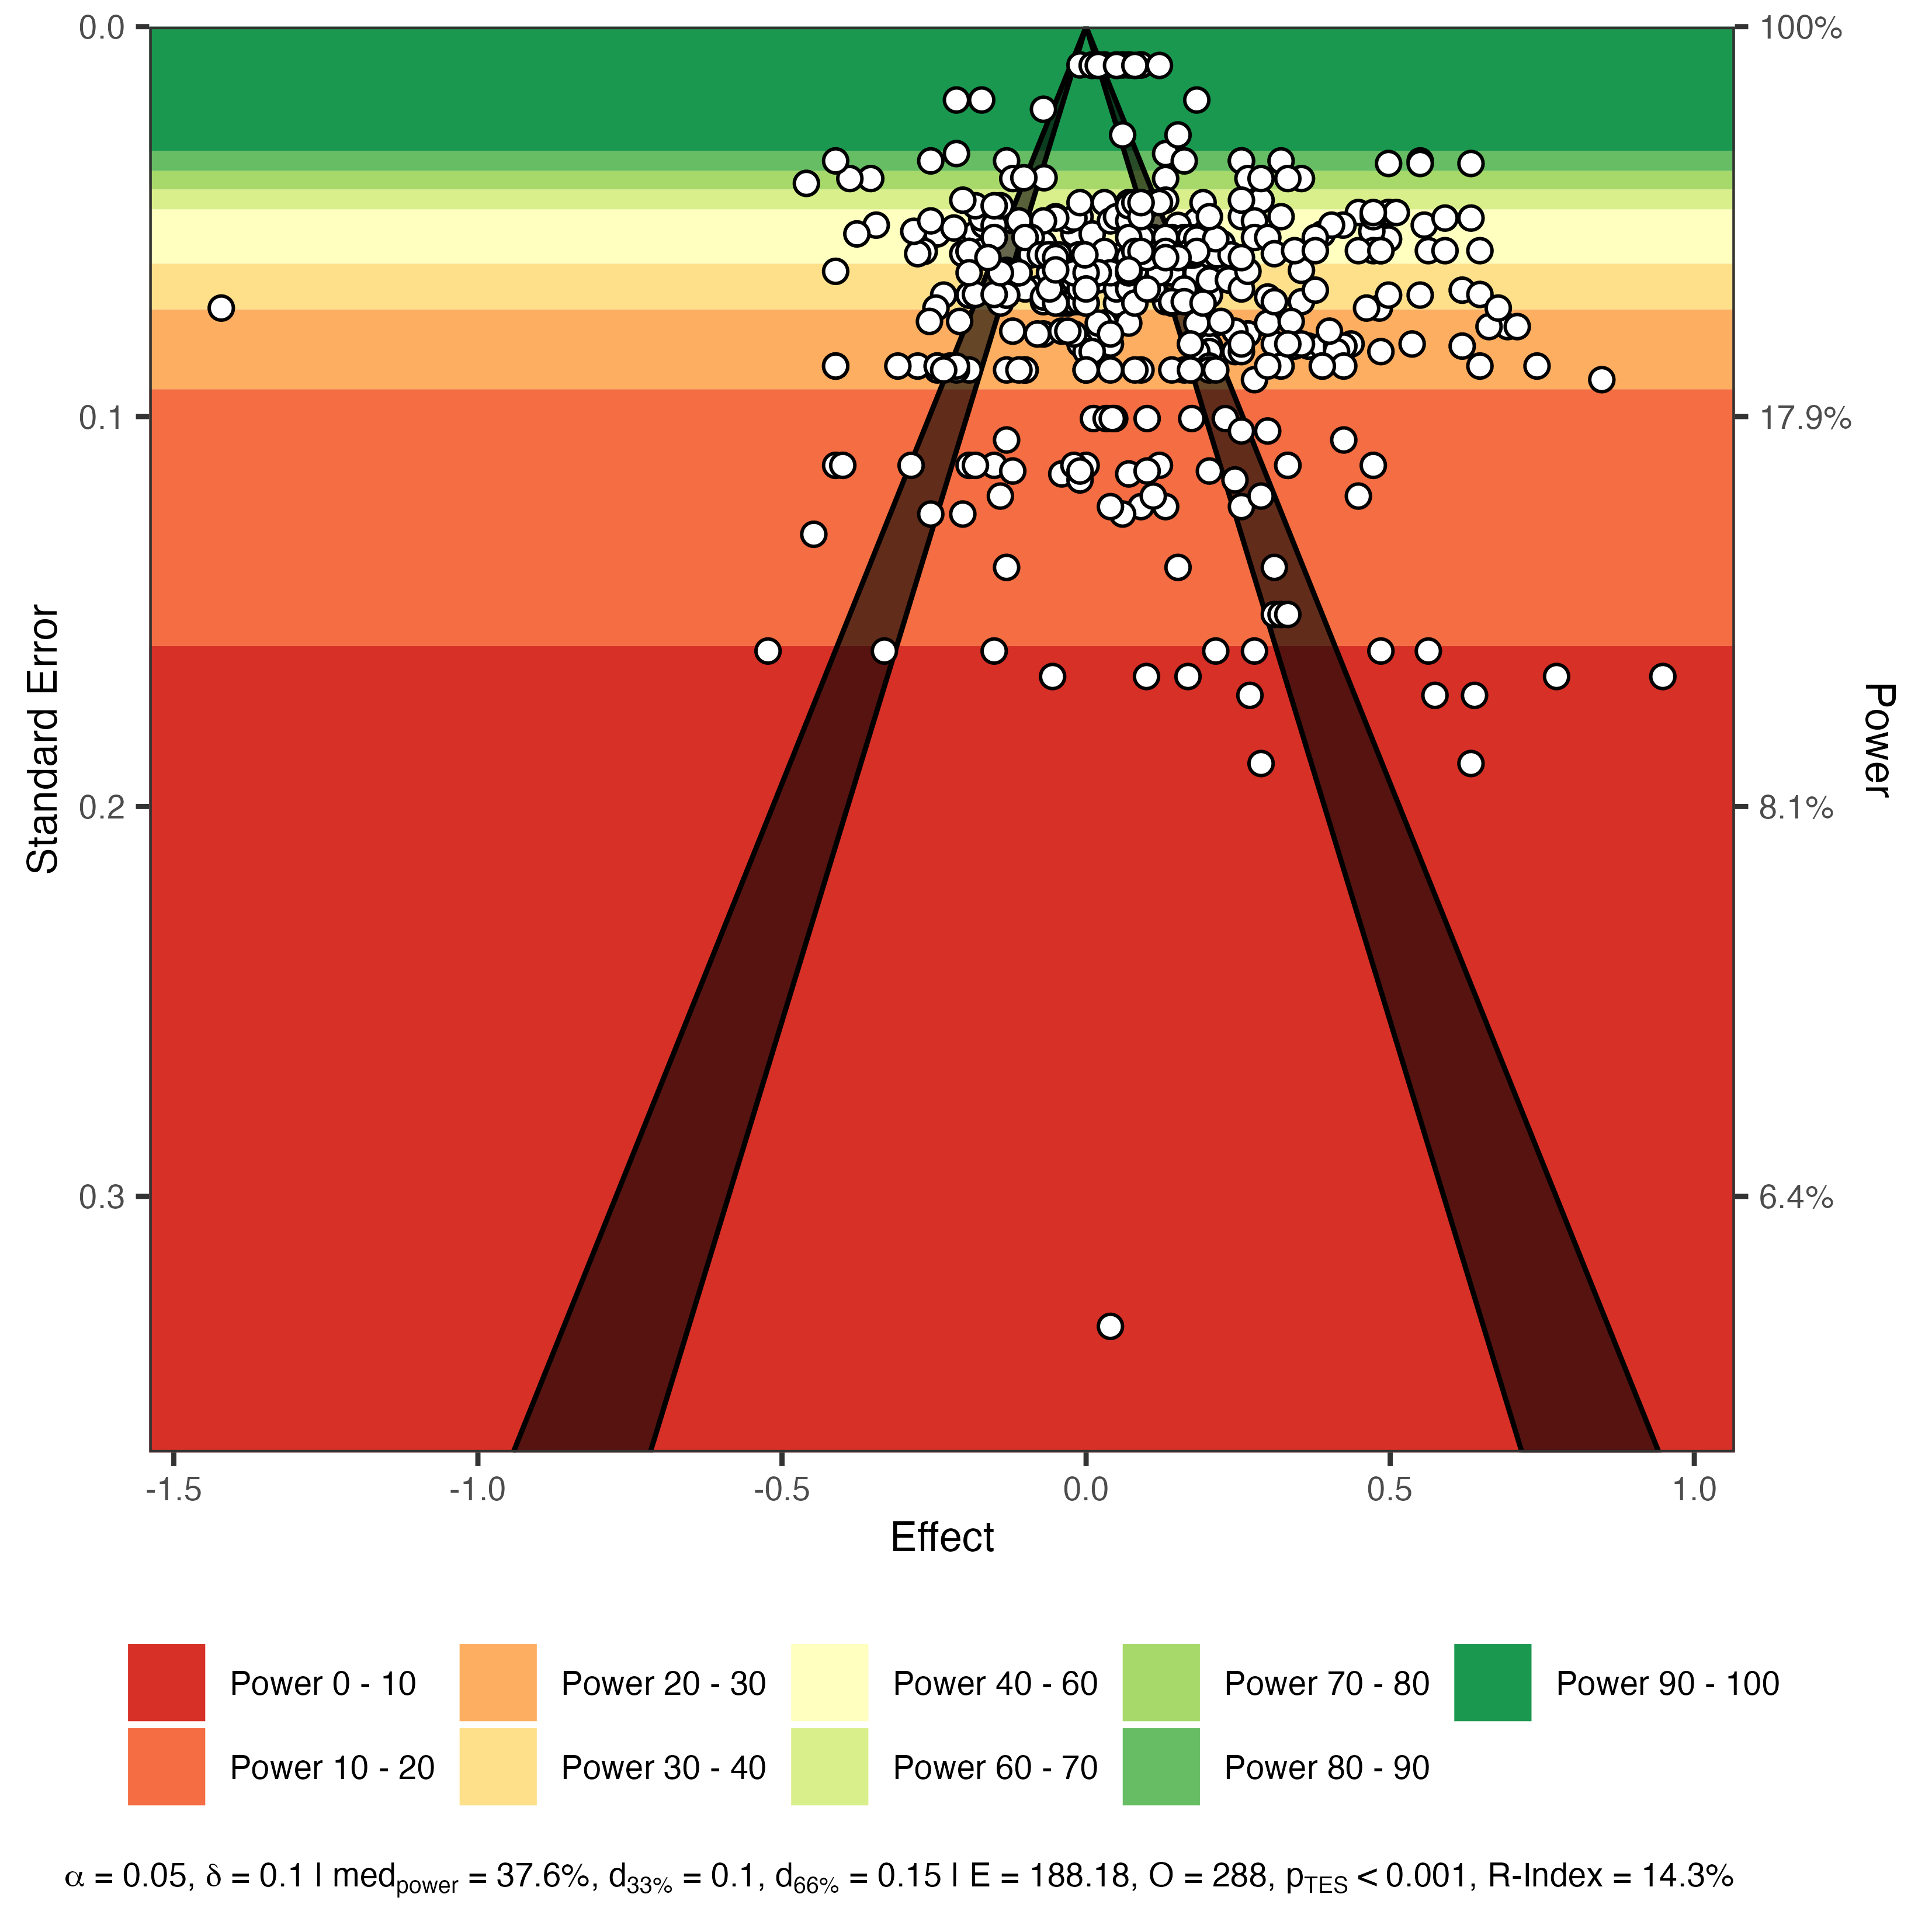 0.0
0.1
0.2
0.3
Standard Error
100%
17.9%
8.1%
6.4%
Power
-1.5 -1.0 -0.5 0.0 0.5 1.0
Effect
Power 0 - 10 Power 20 - 30 Power 40 - 60 Power 70 - 80 Power 90 - 100
Power 10 - 20 Power 30 - 40 Power 60 - 70 Power 80 - 90
α = 0.05, δ = 0.1 | med_power = 37.6%, d_33% = 0.1, d_66% = 0.15 | E = 188.18, O = 288, p_TES < 0.001, R-Index = 14.3%